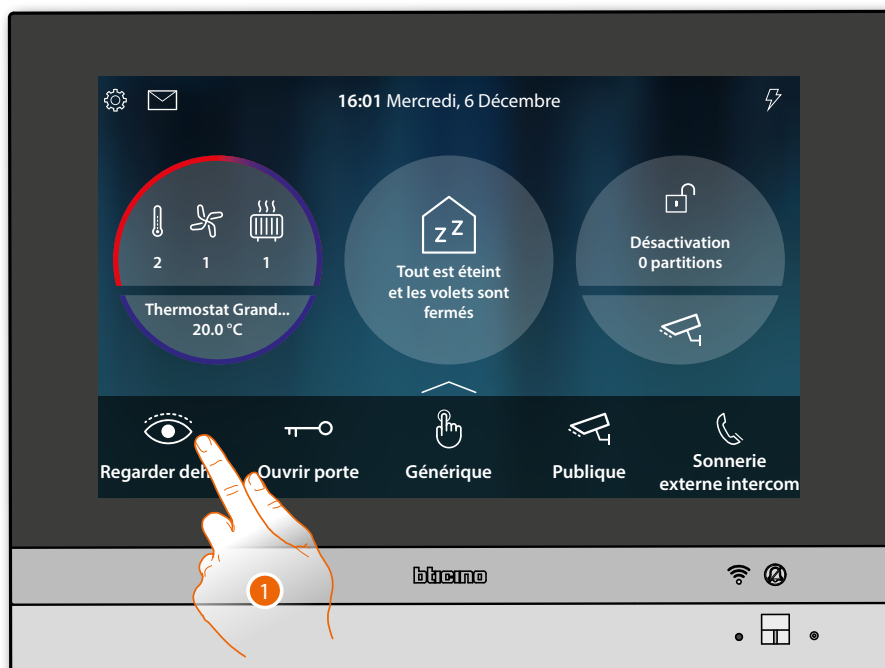 16:01 Mercredi, 6 Décembre
2 1 1
Thermostat Grand...
20.0 °C
z Z
Tout est éteint
et les volets sont
fermés
Désactivation
0 partitions
Regarder deh
Ouvrir porte
Générique
Publique
Sonnerie
externe intercom
bticino
1